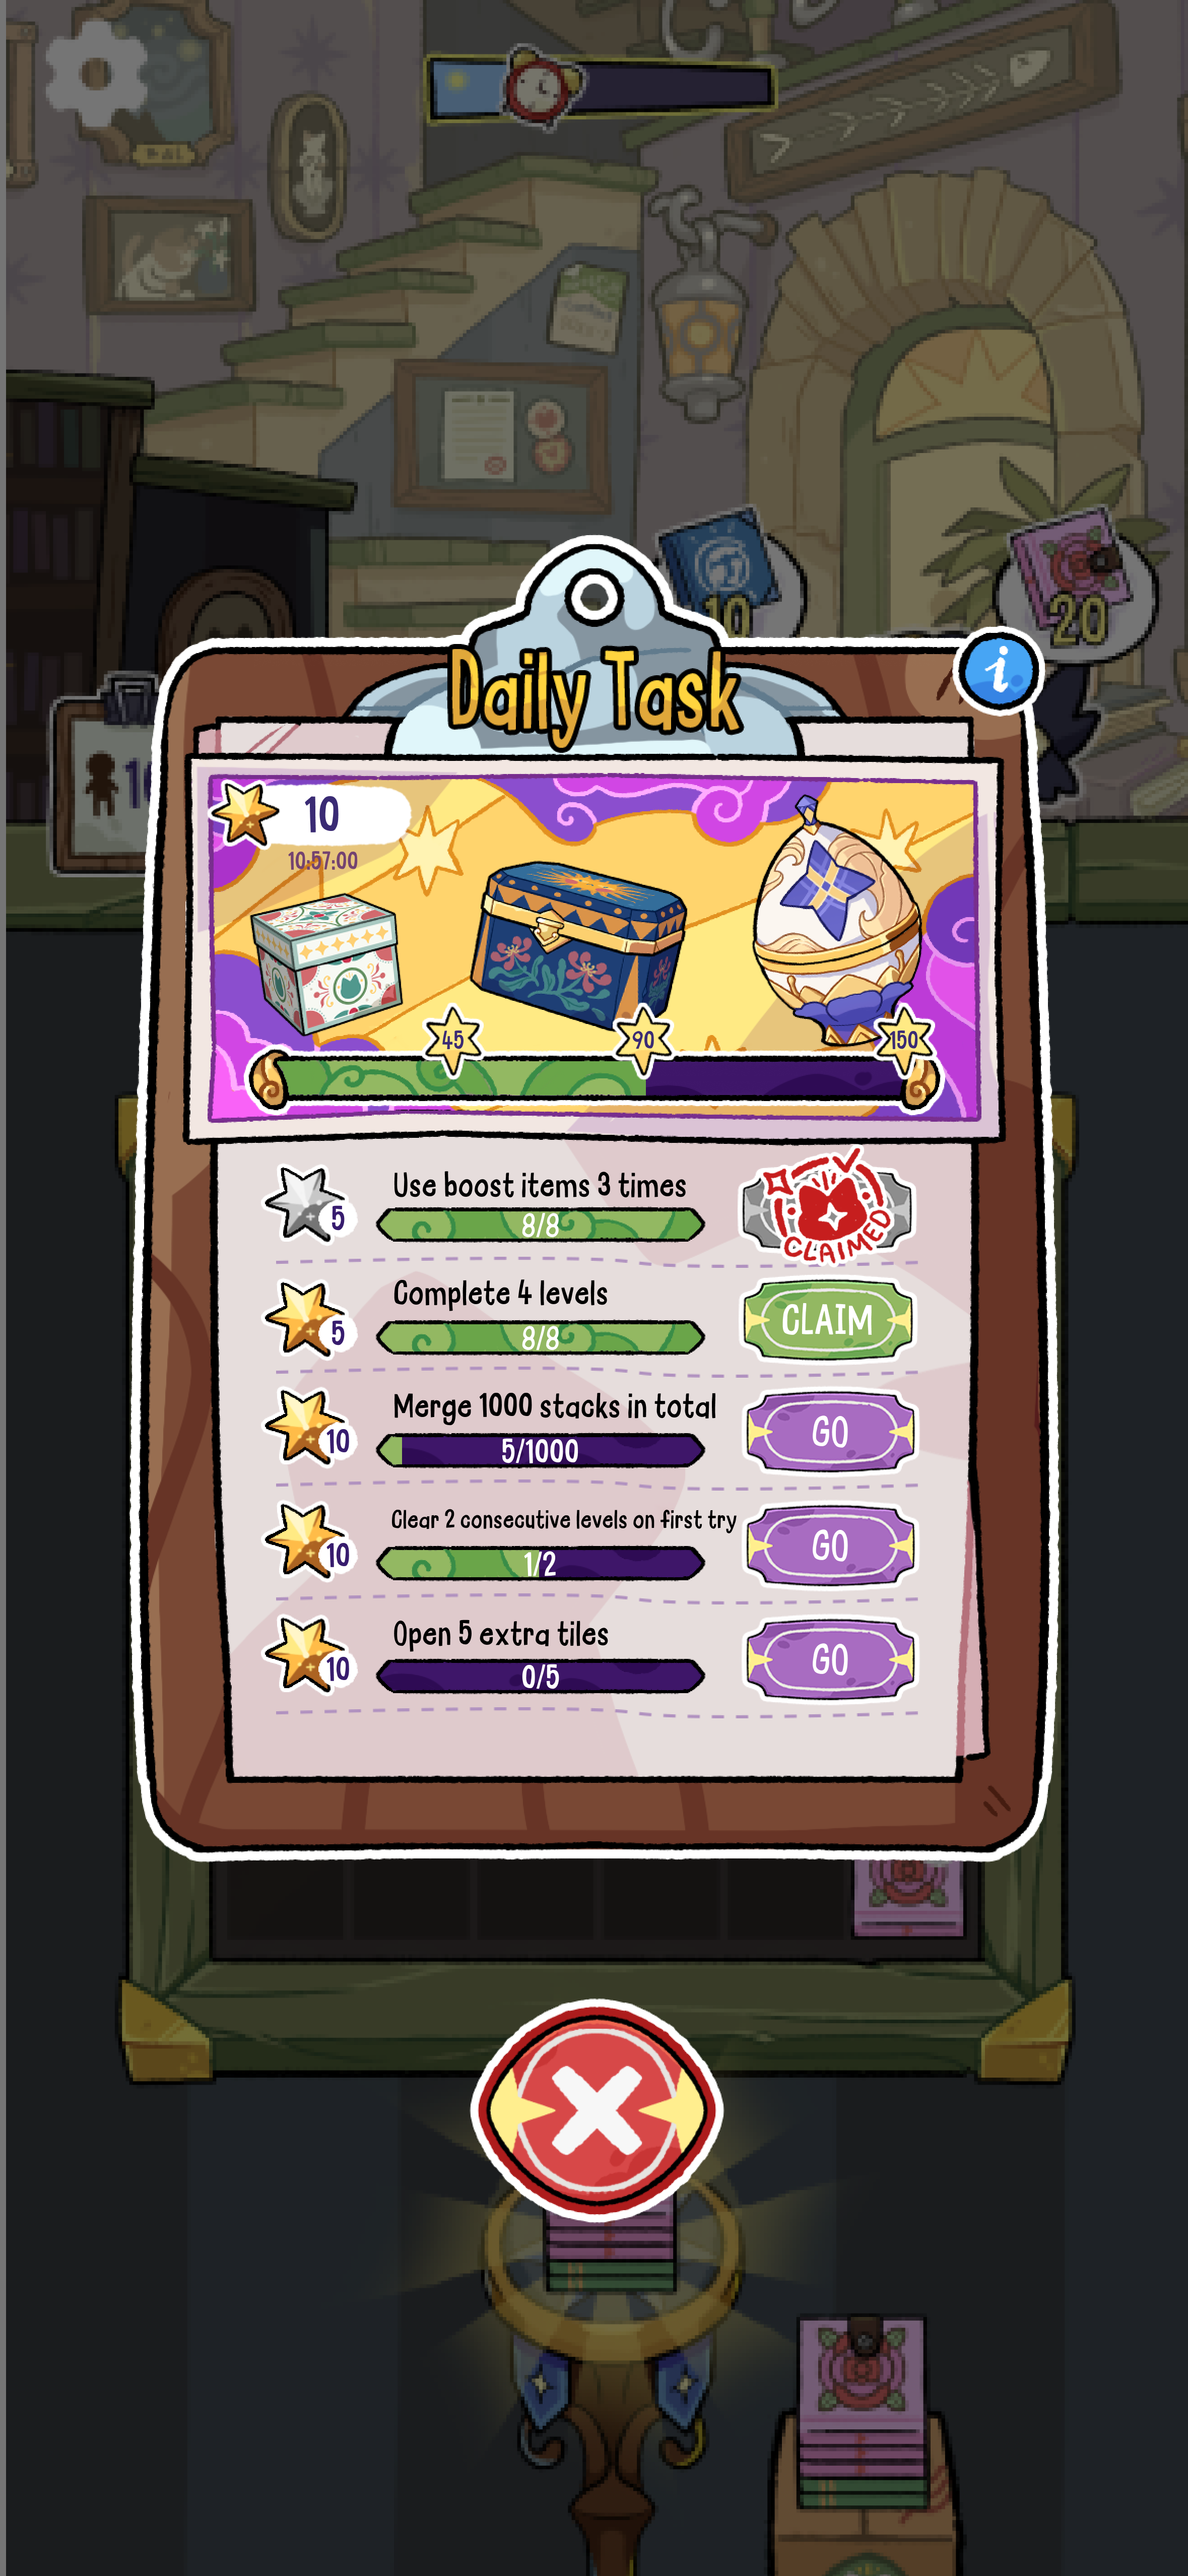 10
20
Daily Task
i
10
10:57:00
45
90
150
Use boost items 3 times
5
8/8
CLAIMED
Complete 4 levels
5
8/8
CLAIM
Merge 1000 stacks in total
10
5/1000
GO
Clear 2 consecutive levels on first try
10
1/2
GO
Open 5 extra tiles
10
0/5
GO